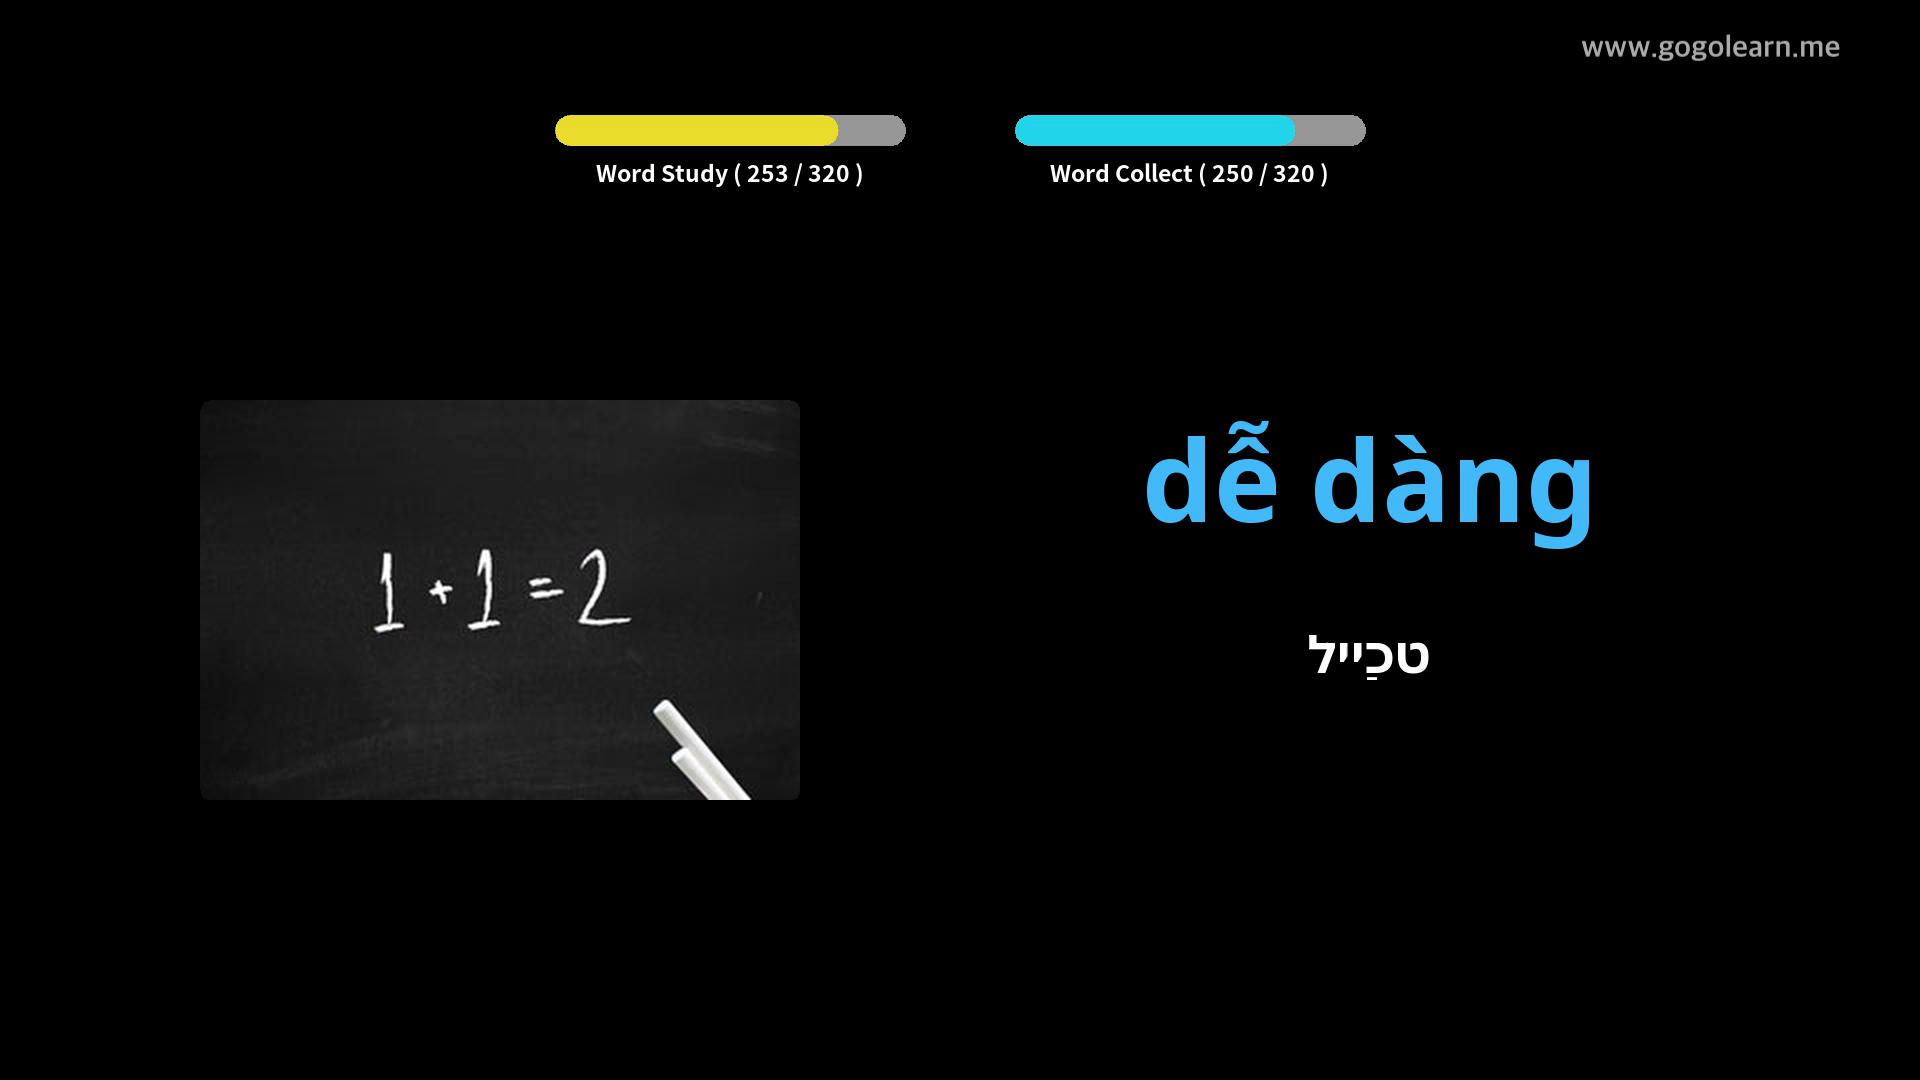 www.gogolearn.me
Word Study ( 253 / 320 )
Word Collect ( 250 / 320 )
1 + 1 = 2
dễ dàng
טכַייל